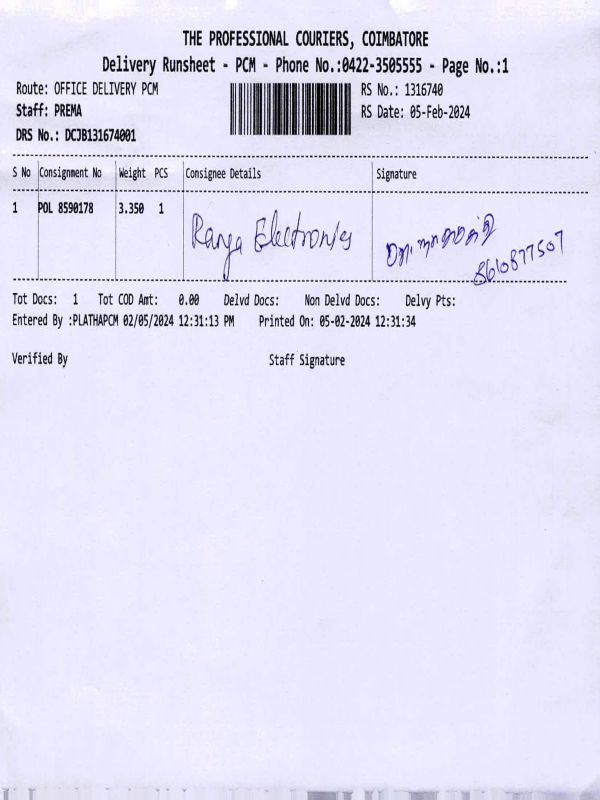 THE PROFESSIONAL COURIERS, COIMBATORE
Delivery Runsheet - PCM - Phone No.:0422-3505555 - Page No.:1
Route: OFFICE DELIVERY PCM
RS No.: 1316740
Staff: PREMA
RS Date: 05-Feb-2024
DRS No.: DCJB131674001
S No Consignment No Weight PCS Consignee Details Signature
1 POL 8590178 3.350 1
Ranga Electronics
8610877507
Tot Docs: 1 Tot COD Amt: 0.00 Delvd Docs: Non Delvd Docs: Delvy Pts:
Entered By :PLATHAPCM 02/05/2024 12:31:13 PM Printed On: 05-02-2024 12:31:34
Verified By Staff Signature